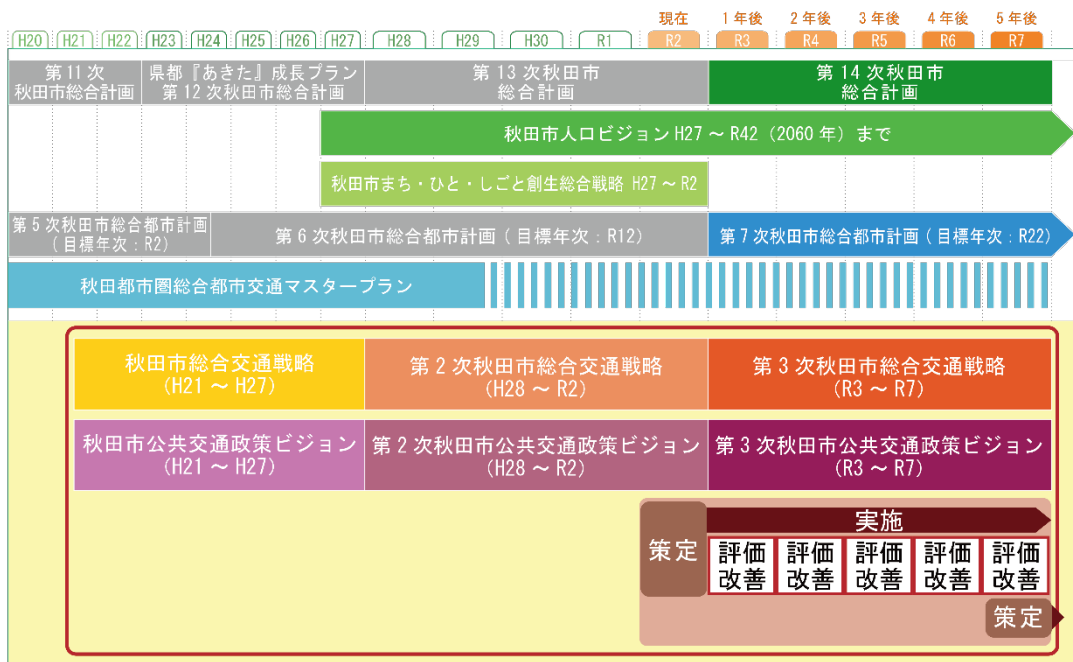 現在 1年後 2年後 3年後 4年後 5年後
H20 H21 H22 H23 H24 H25 H26 H27 H28 H29 H30 R1 R2 R3 R4 R5 R6 R7
第11次
秋田市総合計画
県都『あきた』成長プラン
第12次秋田市総合計画
第13次秋田市
総合計画
第14次秋田市
総合計画
秋田市人口ビジョン H27～R42（2060年）まで
秋田市まち・ひと・しごと創生総合戦略 H27～R2
第5次秋田市総合都市計画
(目標年次:R2)
第6次秋田市総合都市計画(目標年次:R12)
第7次秋田市総合都市計画(目標年次:R22)
秋田都市圏総合都市交通マスタープラン
秋田市総合交通戦略
(H21～H27)
第2次秋田市総合交通戦略
(H28～R2)
第3次秋田市総合交通戦略
(R3～R7)
秋田市公共交通政策ビジョン
(H21～H27)
第2次秋田市公共交通政策ビジョン
(H28～R2)
第3次秋田市公共交通政策ビジョン
(R3～R7)
策定
実施
評価 評価 評価 評価 評価
改善 改善 改善 改善 改善
策定